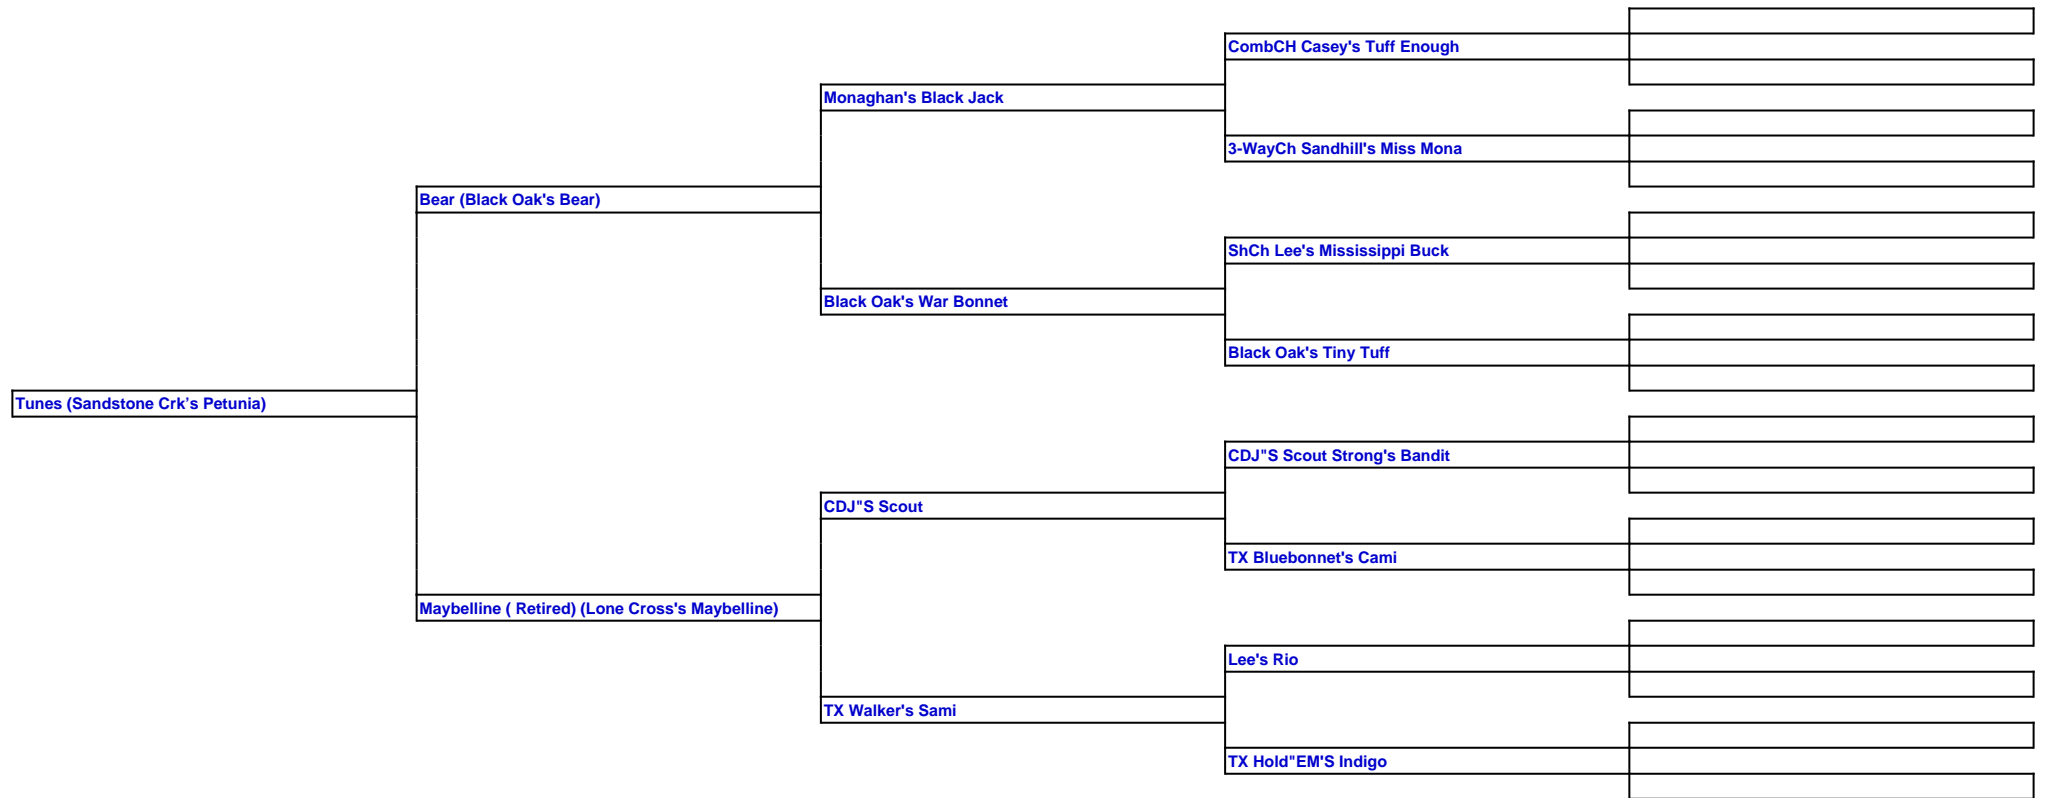 CombCH Casey's Tuff Enough
Monaghan's Black Jack
3-WayCh Sandhill's Miss Mona
Bear (Black Oak's Bear)
ShCh Lee's Mississippi Buck
Black Oak's War Bonnet
Black Oak's Tiny Tuff
Tunes (Sandstone Crk’s Petunia)
CDJ"S Scout Strong's Bandit
CDJ"S Scout
TX Bluebonnet's Cami
Maybelline ( Retired) (Lone Cross's Maybelline)
Lee's Rio
TX Walker's Sami
TX Hold"EM'S Indigo